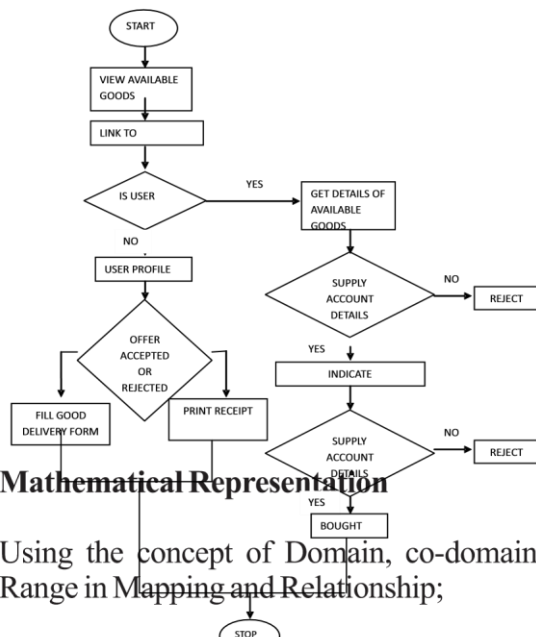 START
VIEW AVAILABLE
GOODS
LINK TO
IS USER
YES
GET DETAILS OF
AVAILABLE
GOODS
NO
USER PROFILE
SUPPLY
ACCOUNT
DETAILS
NO
REJECT
OFFER
ACCEPTED
OR
REJECTED
YES
INDICATE
FILL GOOD
DELIVERY FORM
PRINT RECEIPT
SUPPLY
ACCOUNT
DETAILS
NO
REJECT
Mathematical Representation
YES
BOUGHT
Using the concept of Domain, co-domain
Range in Mapping and Relationship;
STOP